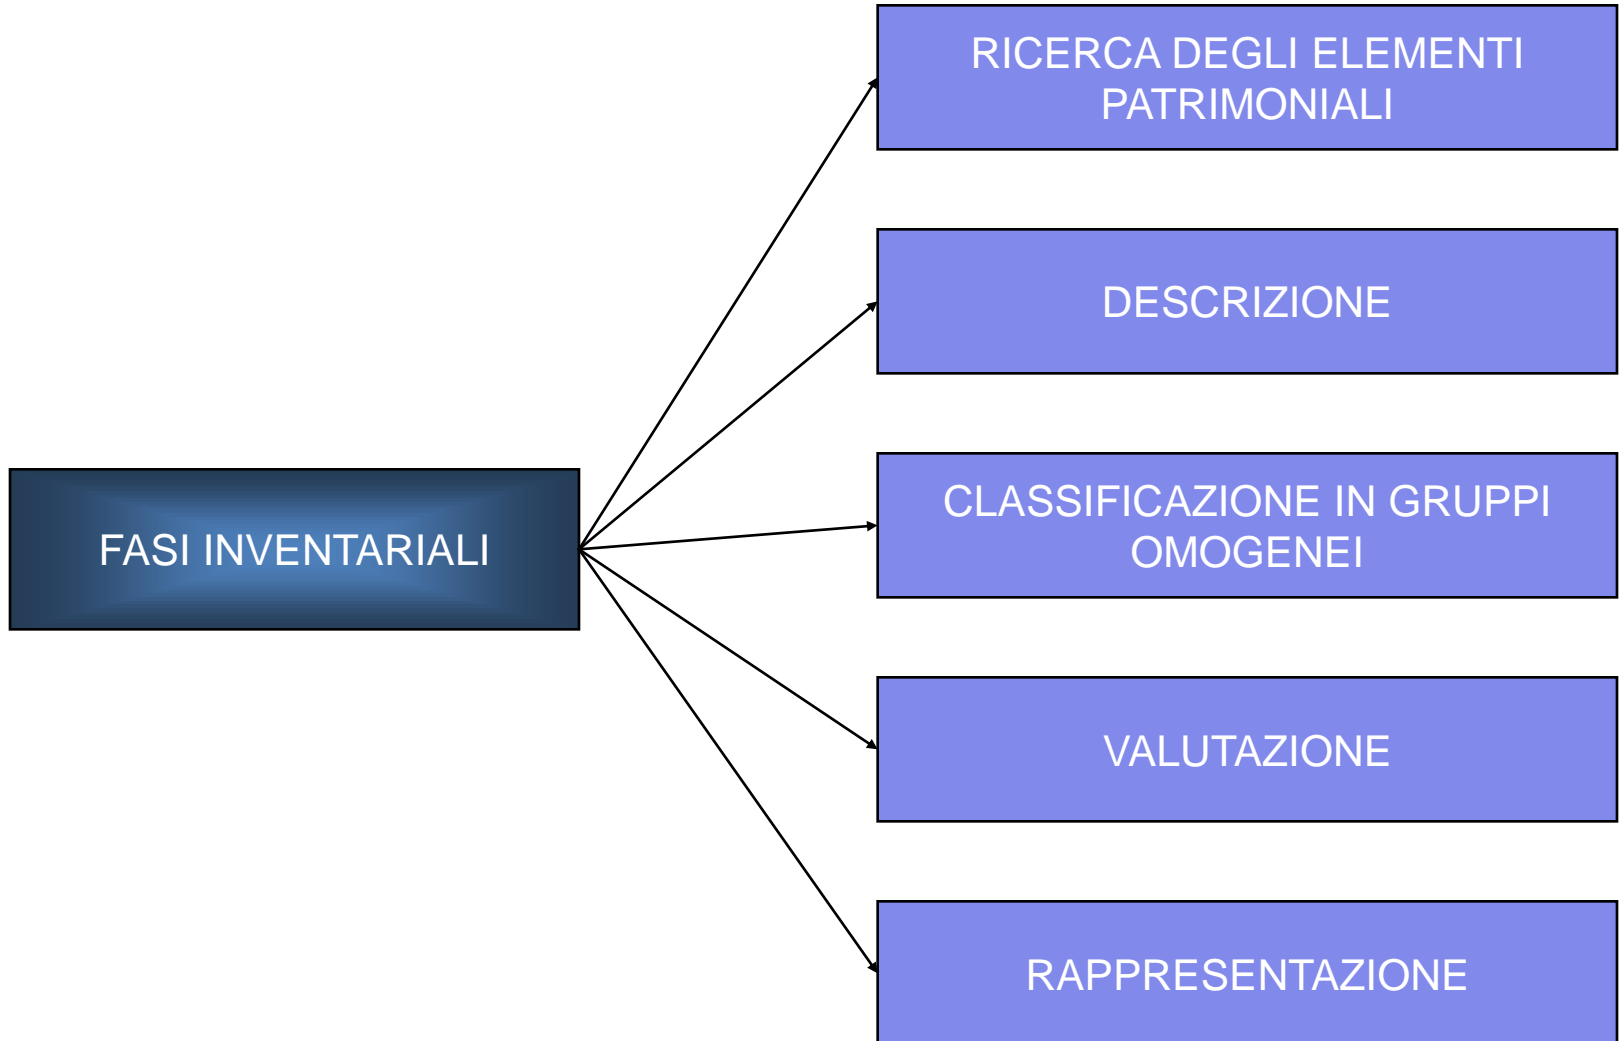 RICERCA DEGLI ELEMENTI
PATRIMONIALI
DESCRIZIONE
CLASSIFICAZIONE IN GRUPPI
OMOGENEI
FASI INVENTARIALI
VALUTAZIONE
RAPPRESENTAZIONE